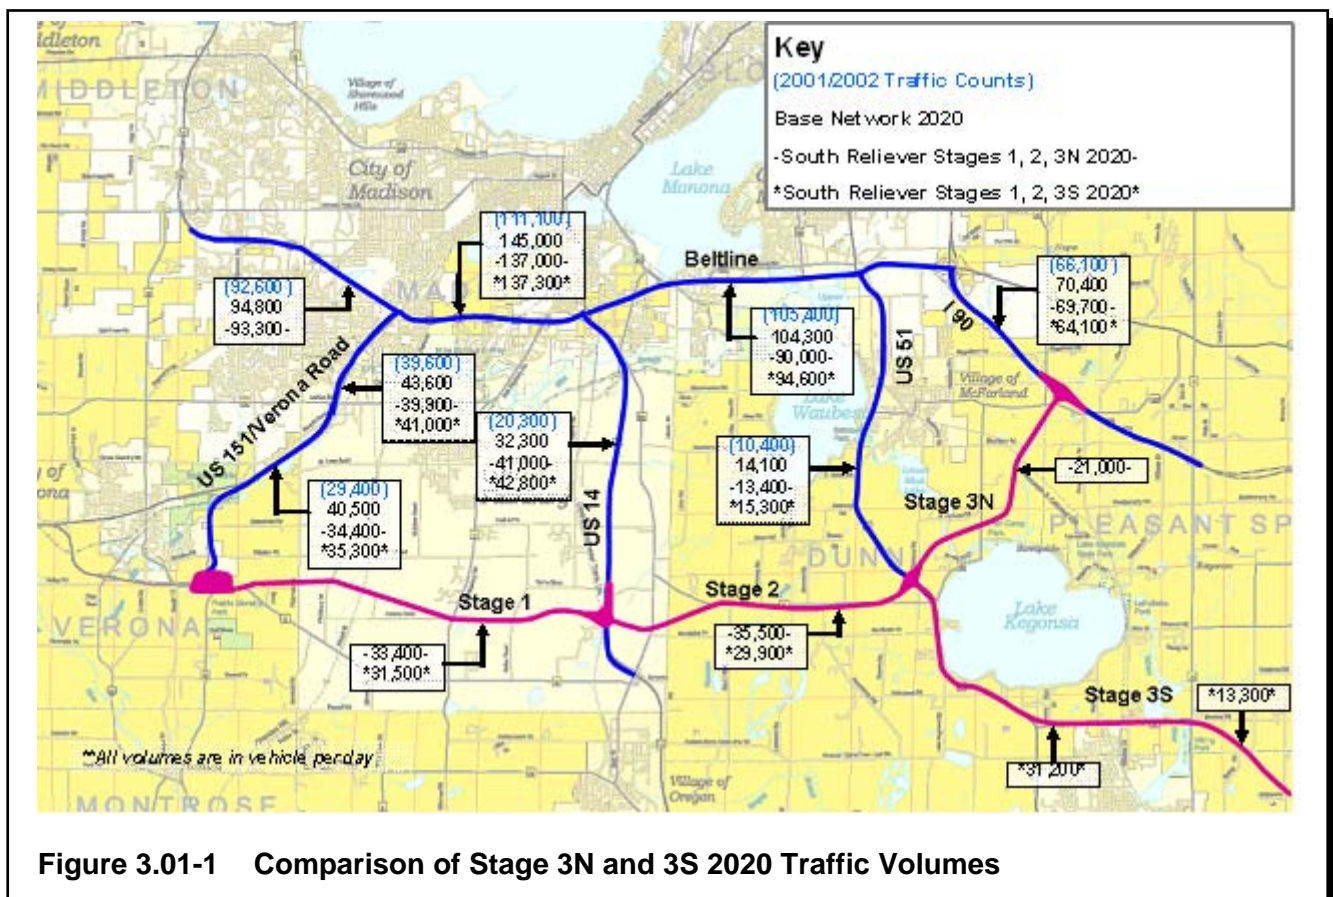 ddleton
MIDDLETON
Village of
Shorewood
Hills
City of
Madison
Lake
Monona
Key
(2001/2002 Traffic Counts)
Base Network 2020
-South Reliever Stages 1, 2, 3N 2020-
*South Reliever Stages 1, 2, 3S 2020*
(111,100)
145,000
-137,000-
*137,300*
Beltline
(92,600)
94,800
-93,300-
(66,100)
70,400
-69,700-
*64,100*
I 90
(105,400)
104,300
-90,000-
*94,600*
US 51
Village of
McFarland
(39,600)
43,600
-39,900-
*41,000*
US 151/Verona Road
Waubes
(20,300)
32,300
-41,000-
*42,800*
(10,400)
14,100
-13,400-
*15,300*
-21,000-
Stage 3N
(29,400)
40,500
-34,400-
*35,300*
US 14
PLEASANT SP
DUNN
Stage 1
Stage 2
Lake
Kegonsa
VERONA
-33,400-
*31,500*
-35,500-
*29,900*
Stage 3S
*13,300*
*31,200*
**All volumes are in vehicle per day
Village of
Oregon
MONTROSE
Figure 3.01-1 Comparison of Stage 3N and 3S 2020 Traffic Volumes